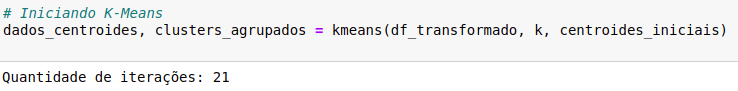 # Iniciando K-Means
dados_centroides, clusters_agrupados = kmeans(df_transformado, k, centroides_iniciais)
Quantidade de iterações: 21